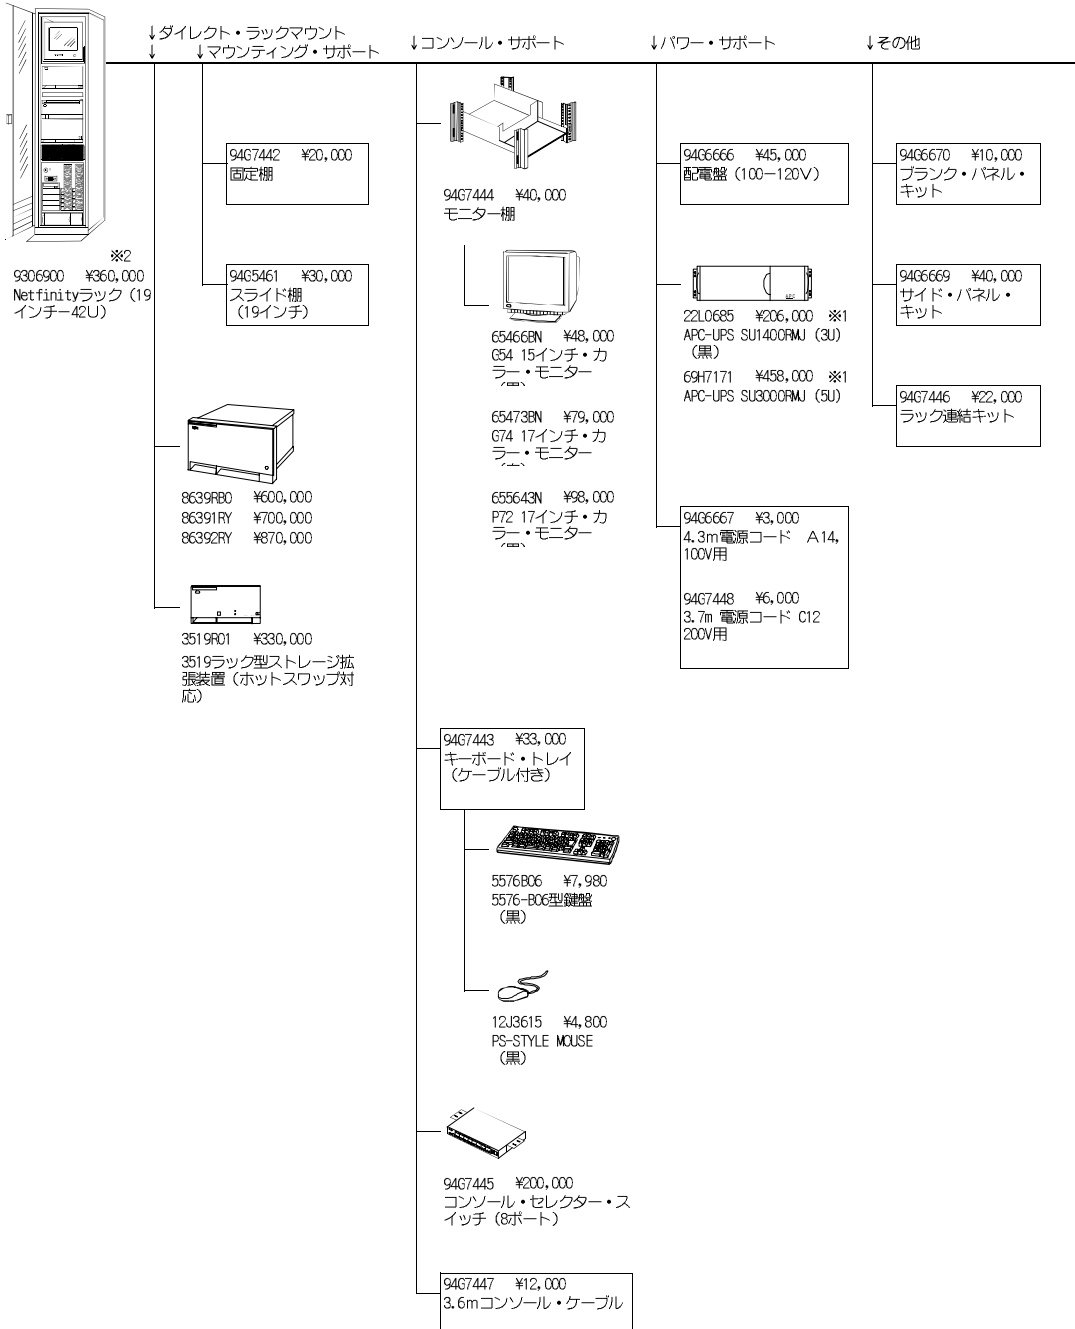 ↓ダイレクト・ラックマウント
↓ ↓マウンティング・サポート
↓コンソール・サポート
↓パワー・サポート
↓その他
※2
9306900 ¥360,000
Netfinityラック（19
インチー42U）
94G7442 ¥20,000
固定棚
94G5461 ¥30,000
スライド棚
（19インチ）
8639RB0 ¥600,000
86391RY ¥700,000
86392RY ¥870,000
3519R01 ¥330,000
3519ラック型ストレージ拡
張装置（ホットスワップ対
応）
94G7444 ¥40,000
モニター棚
65466BN ¥48,000
G54 15インチ・カ
ラー・モニター
65473BN ¥79,000
G74 17インチ・カ
ラー・モニター
655643N ¥98,000
P72 17インチ・カ
ラー・モニター
94G7443 ¥33,000
キーボード・トレイ
（ケーブル付き）
5576B06 ¥7,980
5576-B06型鍵盤
（黒）
12J3615 ¥4,800
PS-STYLE MOUSE
（黒）
94G7445 ¥200,000
コンソール・セレクター・ス
イッチ（8ポート）
94G7447 ¥12,000
3.6mコンソール・ケーブル
94G6666 ¥45,000
配電盤（100ー120V）
APC
22L0685 ¥206,000 ※1
APC-UPS SU1400RMJ（3U）
（黒）
69H7171 ¥458,000 ※1
APC-UPS SU3000RMJ（5U）
94G6667 ¥3,000
4.3m電源コード A14,
100V用
94G7448 ¥6,000
3.7m 電源コード C12
200V用
94G6670 ¥10,000
ブランク・パネル・
キット
94G6669 ¥40,000
サイド・パネル・
キット
94G7446 ¥22,000
ラック連結キット